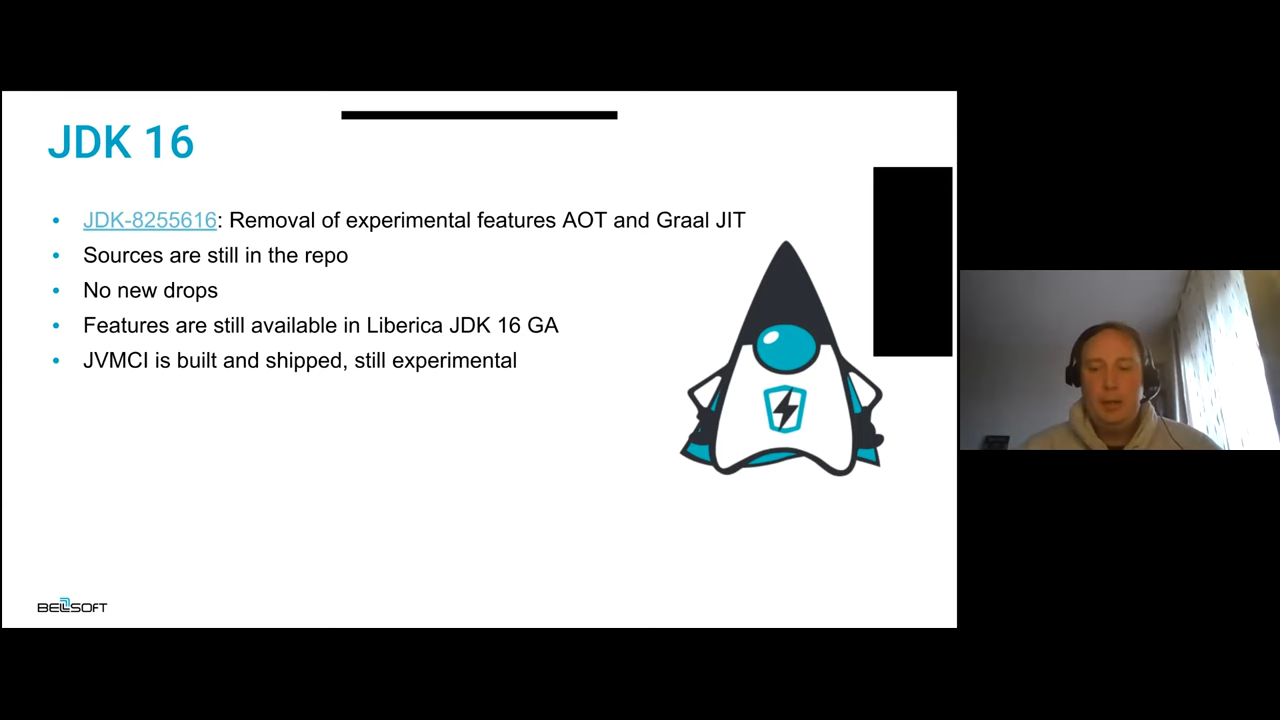 JDK 16
• JDK-8255616: Removal of experimental features AOT and Graal JIT
• Sources are still in the repo
• No new drops
• Features are still available in Liberica JDK 16 GA
• JVMCI is built and shipped, still experimental
BELLSOFT